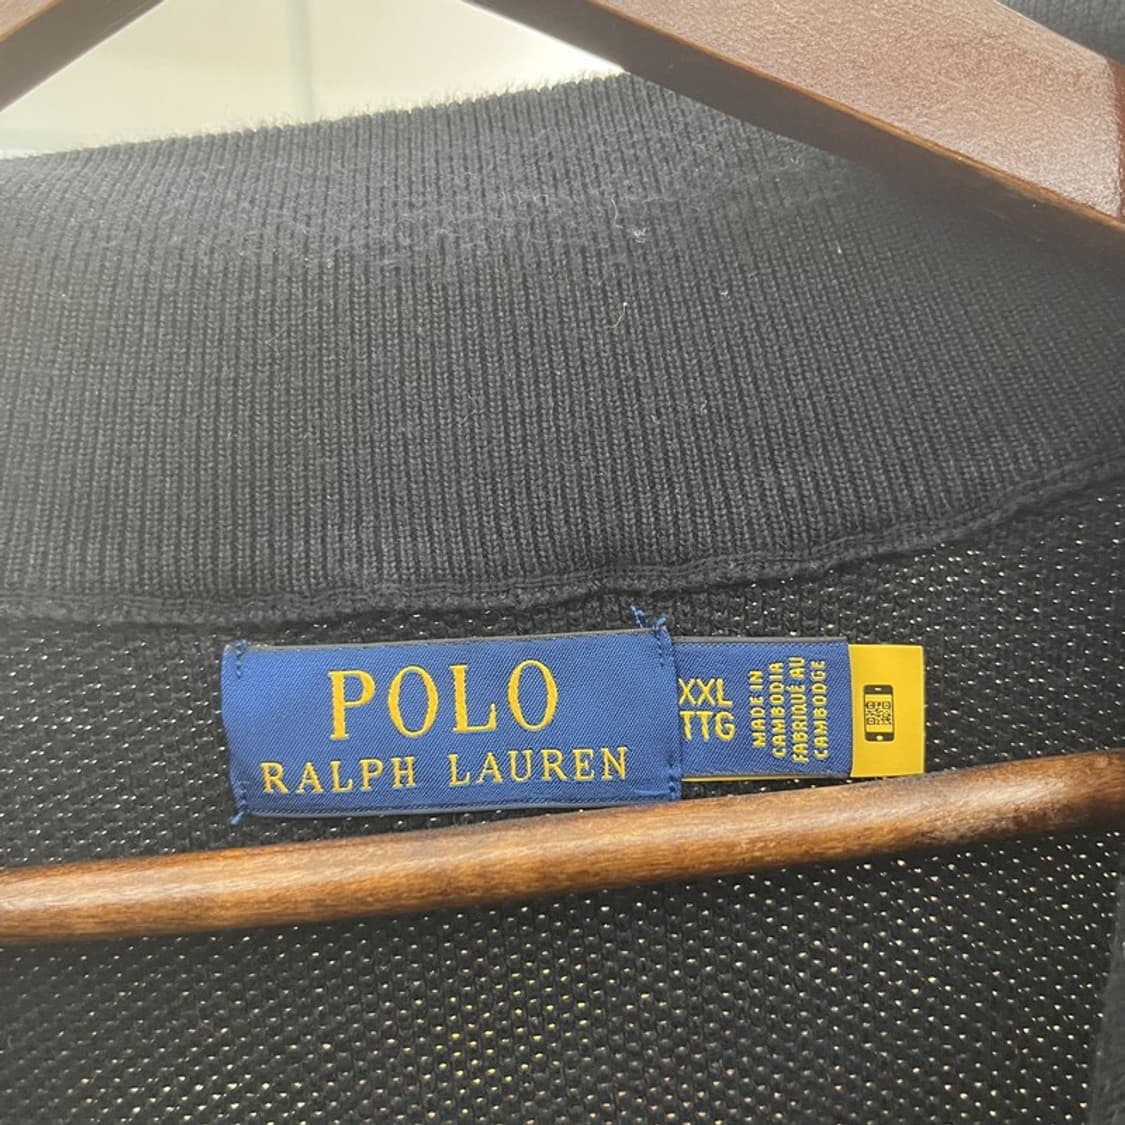 POLO
RALPH LAUREN
XXL
TTG
MADE IN
CAMBODIA
FABRIQUÉ AU
CAMBODGE